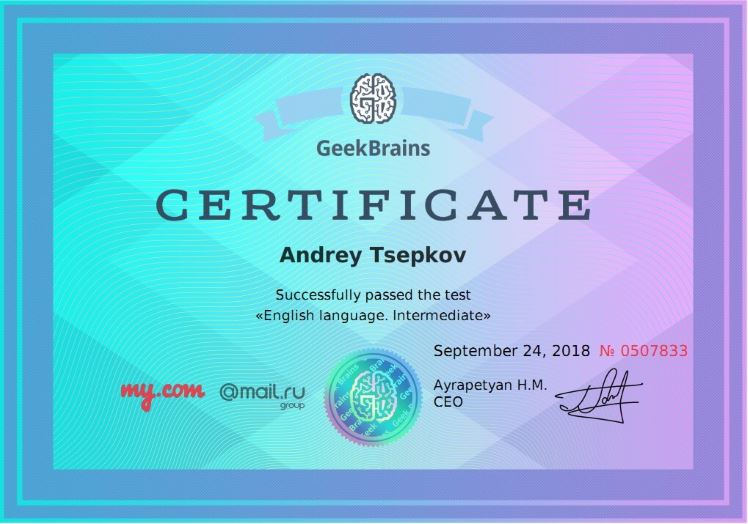 GeekBrains
CERTIFICATE
Andrey Tsepkov
Successfully passed the test
«English language. Intermediate»
September 24, 2018 № 0507833
my.com @mail.ru
group
Ayrapetyan H.M.
CEO